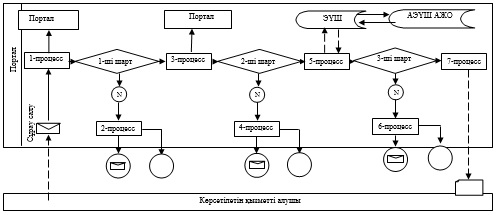 Портал
Портал
ЭҮШ
АЭҮШ АЖО
Портал
1-процесс
1-ші шарт
3-процесс
2-ші шарт
5-процесс
3-ші шарт
7-процесс
N
N
N
2-процесс
4-процесс
6-процесс
салу
Көрсетілетін қызметті алушы